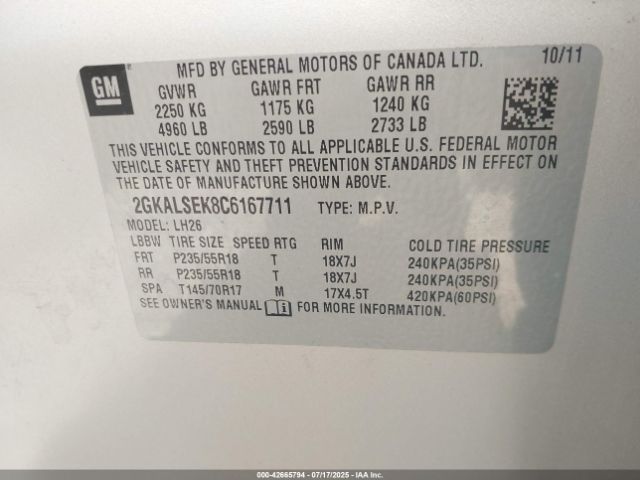 GM
MFD BY GENERAL MOTORS OF CANADA LTD. 10/11
GVWR GAWR FRT GAWR RR
2250 KG 1175 KG 1240 KG
4960 LB 2590 LB 2733 LB
THIS VEHICLE CONFORMS TO ALL APPLICABLE U.S. FEDERAL MOTOR
VEHICLE SAFETY AND THEFT PREVENTION STANDARDS IN EFFECT ON
THE DATE OF MANUFACTURE SHOWN ABOVE.
2GKALSEK8C6167711 TYPE: M.P.V.
MODEL: LH26
LBBW TIRE SIZE SPEED RTG RIM COLD TIRE PRESSURE
FRT P235/55R18 T 18X7J 240KPA(35PSI)
RR P235/55R18 T 18X7J 240KPA(35PSI)
SPA T145/70R17 M 17X4.5T 420KPA(60PSI)
SEE OWNER'S MANUAL i FOR MORE INFORMATION.
000-42665794 - 07/17/2025 - IAA Inc.